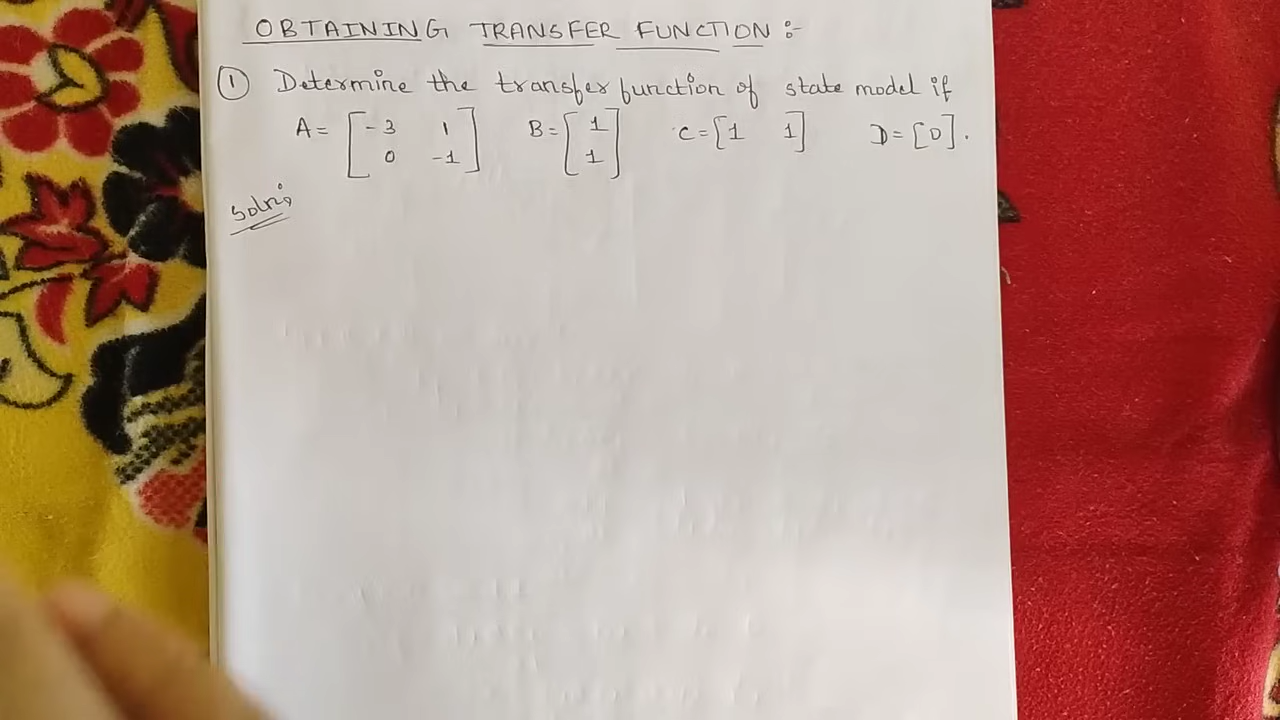 OBTAINING TRANSFER FUNCTION :-
① Determine the transfer function of state model if
A = [-3 1 B = [1 C = [1 1] D = [0].
0 -1] 1]
Soln: